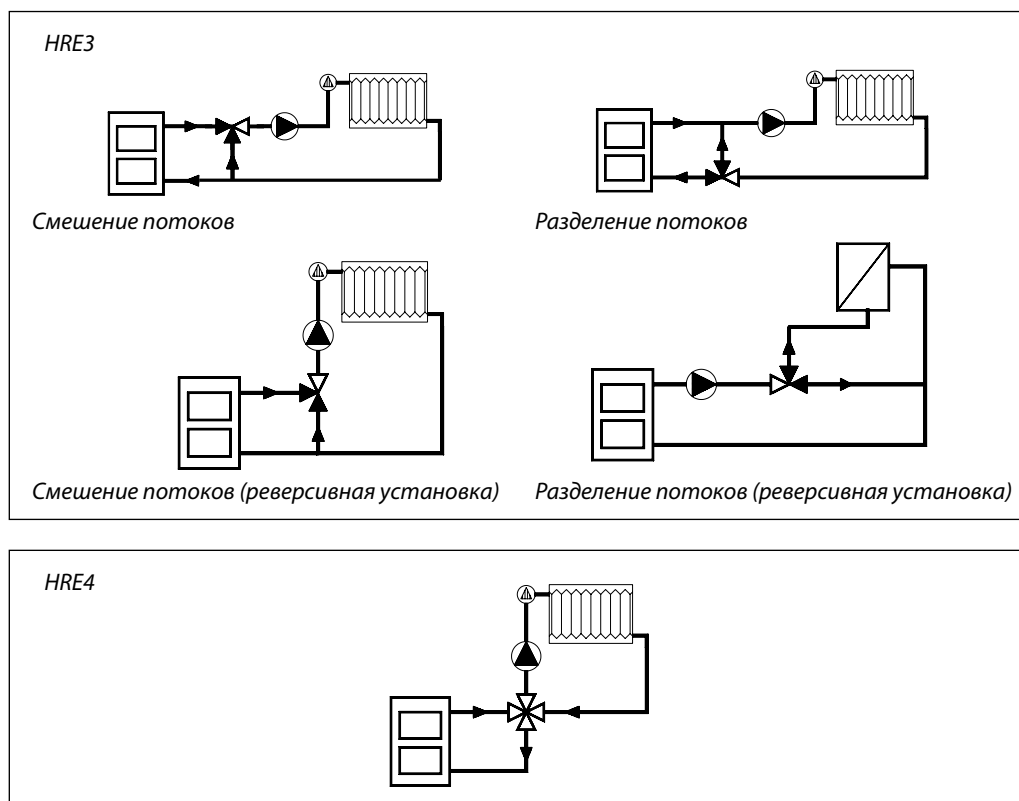 HRE3
Смешение потоков
Разделение потоков
Смешение потоков (реверсивная установка)
Разделение потоков (реверсивная установка)
HRE4